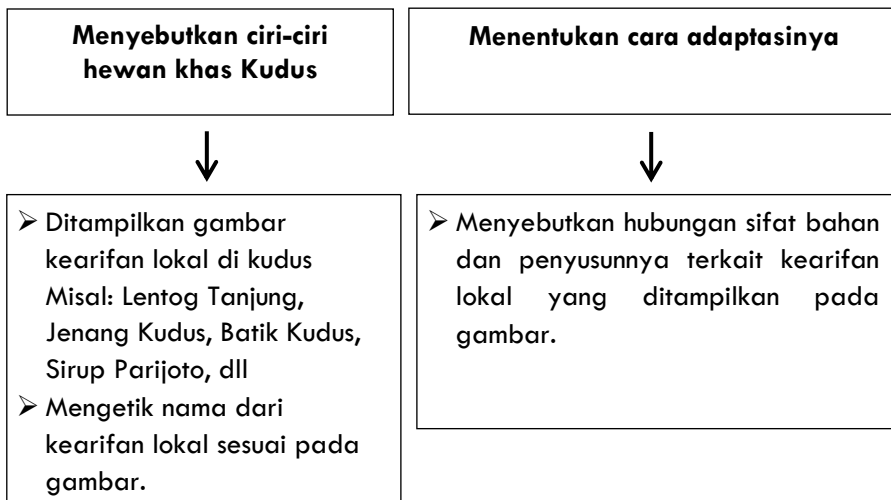 Menyebutkan ciri-ciri
hewan khas Kudus
Menentukan cara adaptasinya
➢ Ditampilkan gambar
kearifan lokal di kudus
Misal: Lentog Tanjung,
Jenang Kudus, Batik Kudus,
Sirup Parijoto, dll
➢ Mengetik nama dari
kearifan lokal sesuai pada
gambar.
➢ Menyebutkan hubungan sifat bahan
dan penyusunnya terkait kearifan
lokal yang ditampilkan pada
gambar.